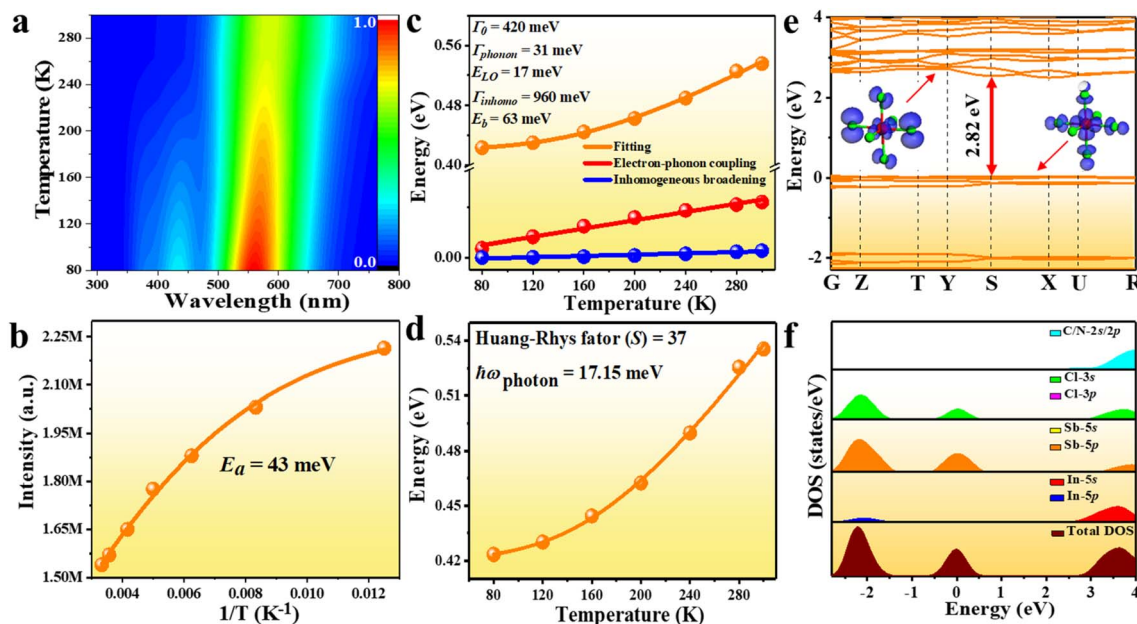 a
1.0
0.0
Temperature (K)
280
240
200
160
120
80
300
400
500
600
700
Wavelength (nm)
b
Intensity (a.u.)
2.25M
2.10M
1.95M
1.80M
1.65M
1.50M
Ea = 43 meV
0.004
0.006
0.008
0.010
0.012
1/T (K-1)
c
Γ0 = 420 meV
Γphonon = 31 meV
ELO = 17 meV
Γinhomo = 960 meV
Eb = 63 meV
Fitting
Electron-phonon coupling
Inhomogeneous broadening
Energy (eV)
0.56
0.48
0.40
0.00
80 120 160 200 240 280
Temperature (K)
d
Huang-Rhys fator (S) = 37
ħωphoton = 17.15 meV
Energy (eV)
0.54
0.51
0.48
0.45
0.42
80 120 160 200 240 280
Temperature (K)
e
Energy (eV)
4
2
0
-2
2.82 eV
G Z T Y S X U R
f
DOS (states/eV)
C/N-2s/2p
Cl-3s
Cl-3p
Sb-5s
Sb-5p
In-5s
In-5p
Total DOS
-2 -1 0 1 2 3 4
Energy (eV)